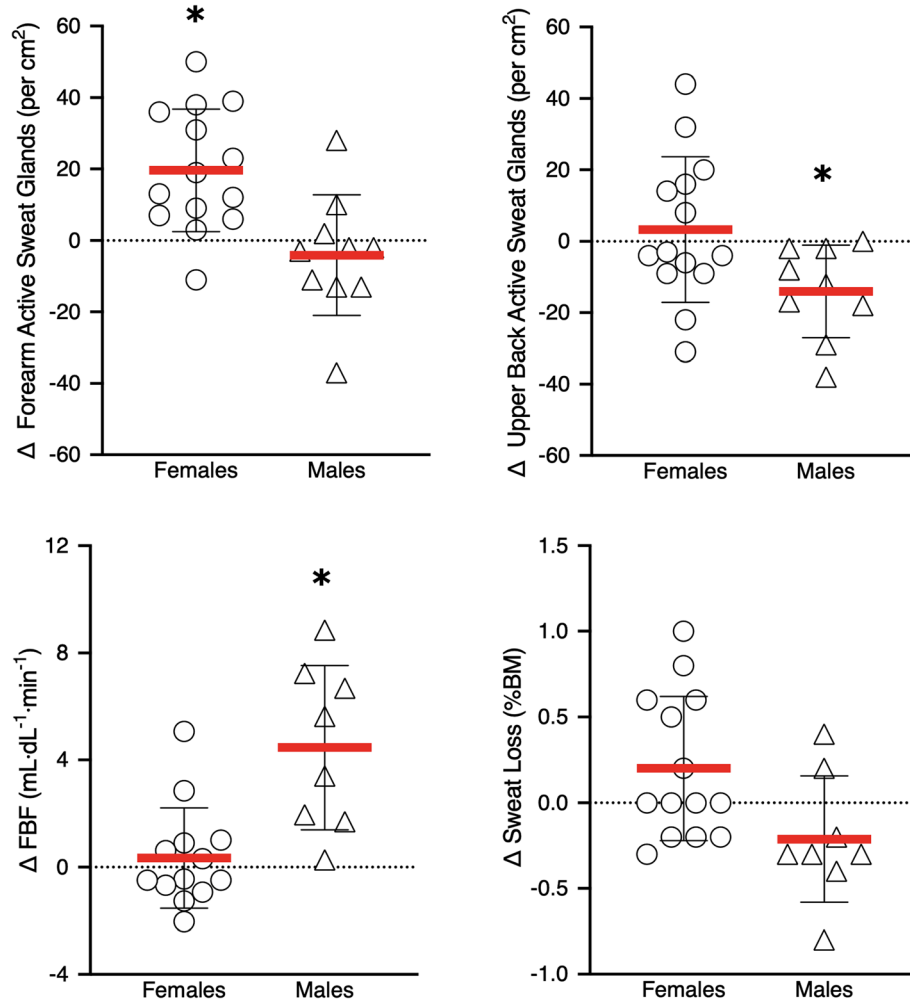 Δ Forearm Active Sweat Glands (per cm²)
60
40
20
0
-20
-40
-60
*
Females
Males
Δ Upper Back Active Sweat Glands (per cm²)
60
40
20
0
-20
-40
-60
*
Females
Males
Δ FBF (mL·dL⁻¹·min⁻¹)
12
8
4
0
-4
*
Females
Males
Δ Sweat Loss (%BM)
1.5
1.0
0.5
0.0
-0.5
-1.0
Females
Males